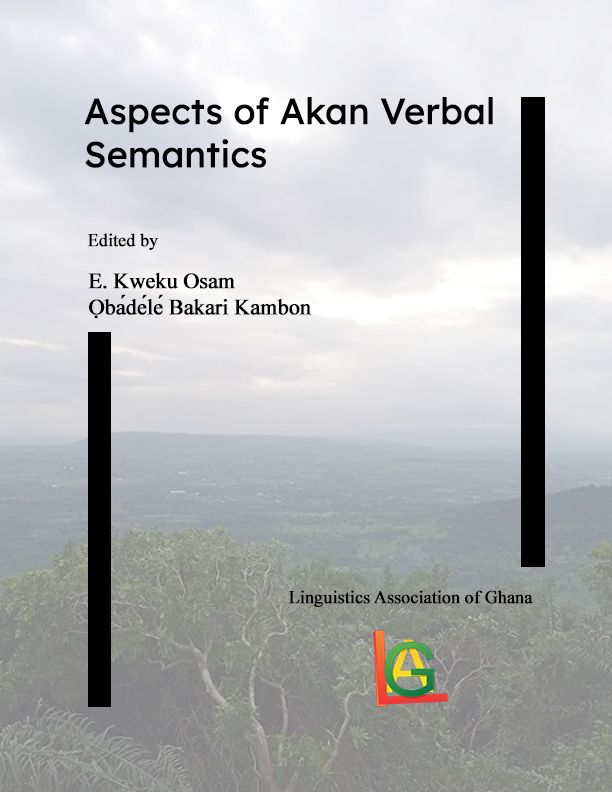 Aspects of Akan Verbal
Semantics
Edited by
E. Kweku Osam
Ọbádélé Bakari Kambon
Linguistics Association of Ghana
LAG